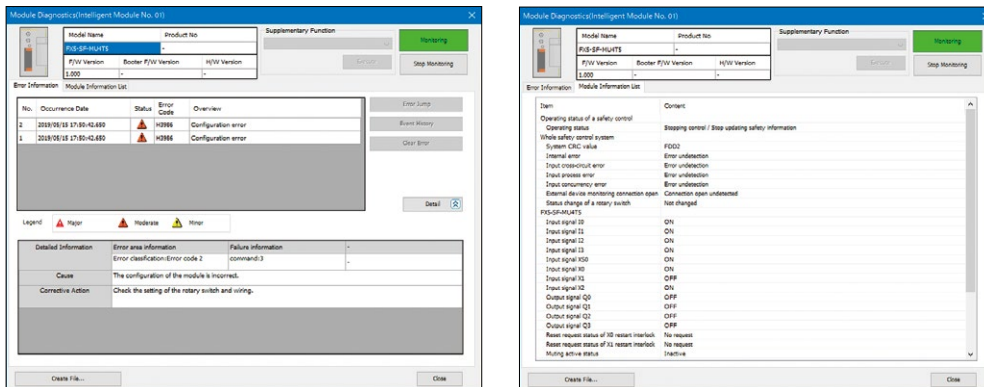 Module Diagnostics(Intelligent Module No. 01)
Model Name Product No
FX5-SF-MU4T5 -
F/W Version Booter F/W Version H/W Version
1.000 - -
Supplementary Function
Execute
Monitoring
Stop Monitoring
Error Information Module Information List
No. Occurrence Date Status Error Code Overview
2 2019/05/15 17:50:42.650 H3986 Configuration error
1 2019/05/15 17:50:42.650 H3986 Configuration error
Error Jump
Event History
Clear Error
Detail
Legend Major Moderate Minor
Detailed Information Error area information Failure information -
Error classification:Error code 2 command:3 -
Cause The configuration of the module is incorrect.
Corrective Action Check the setting of the rotary switch and wiring.
Create File... Close
Module Diagnostics(Intelligent Module No. 01)
Model Name Product No
FX5-SF-MU4T5 -
F/W Version Booter F/W Version H/W Version
1.000 - -
Supplementary Function
Execute
Monitoring
Stop Monitoring
Error Information Module Information List
Item Content
Operating status of a safety control
Operating status Stopping control / Stop updating safety information
Whole safety control system
System CRC value FDD2
Internal error Error undetection
Input cross-circuit error Error undetection
Input process error Error undetection
Input concurrency error Error undetection
External device monitoring connection open Connection open undetected
Status change of a rotary switch Not changed
FX5-SF-MU4T5
Input signal I0 ON
Input signal I1 ON
Input signal I2 ON
Input signal I3 ON
Input signal XS0 ON
Input signal X0 ON
Input signal X1 OFF
Input signal X2 ON
Output signal Q0 OFF
Output signal Q1 OFF
Output signal Q2 OFF
Output signal Q3 OFF
Reset request status of X0 restart interlock No request
Reset request status of X1 restart interlock No request
Muting active status Inactive
Create File... Close